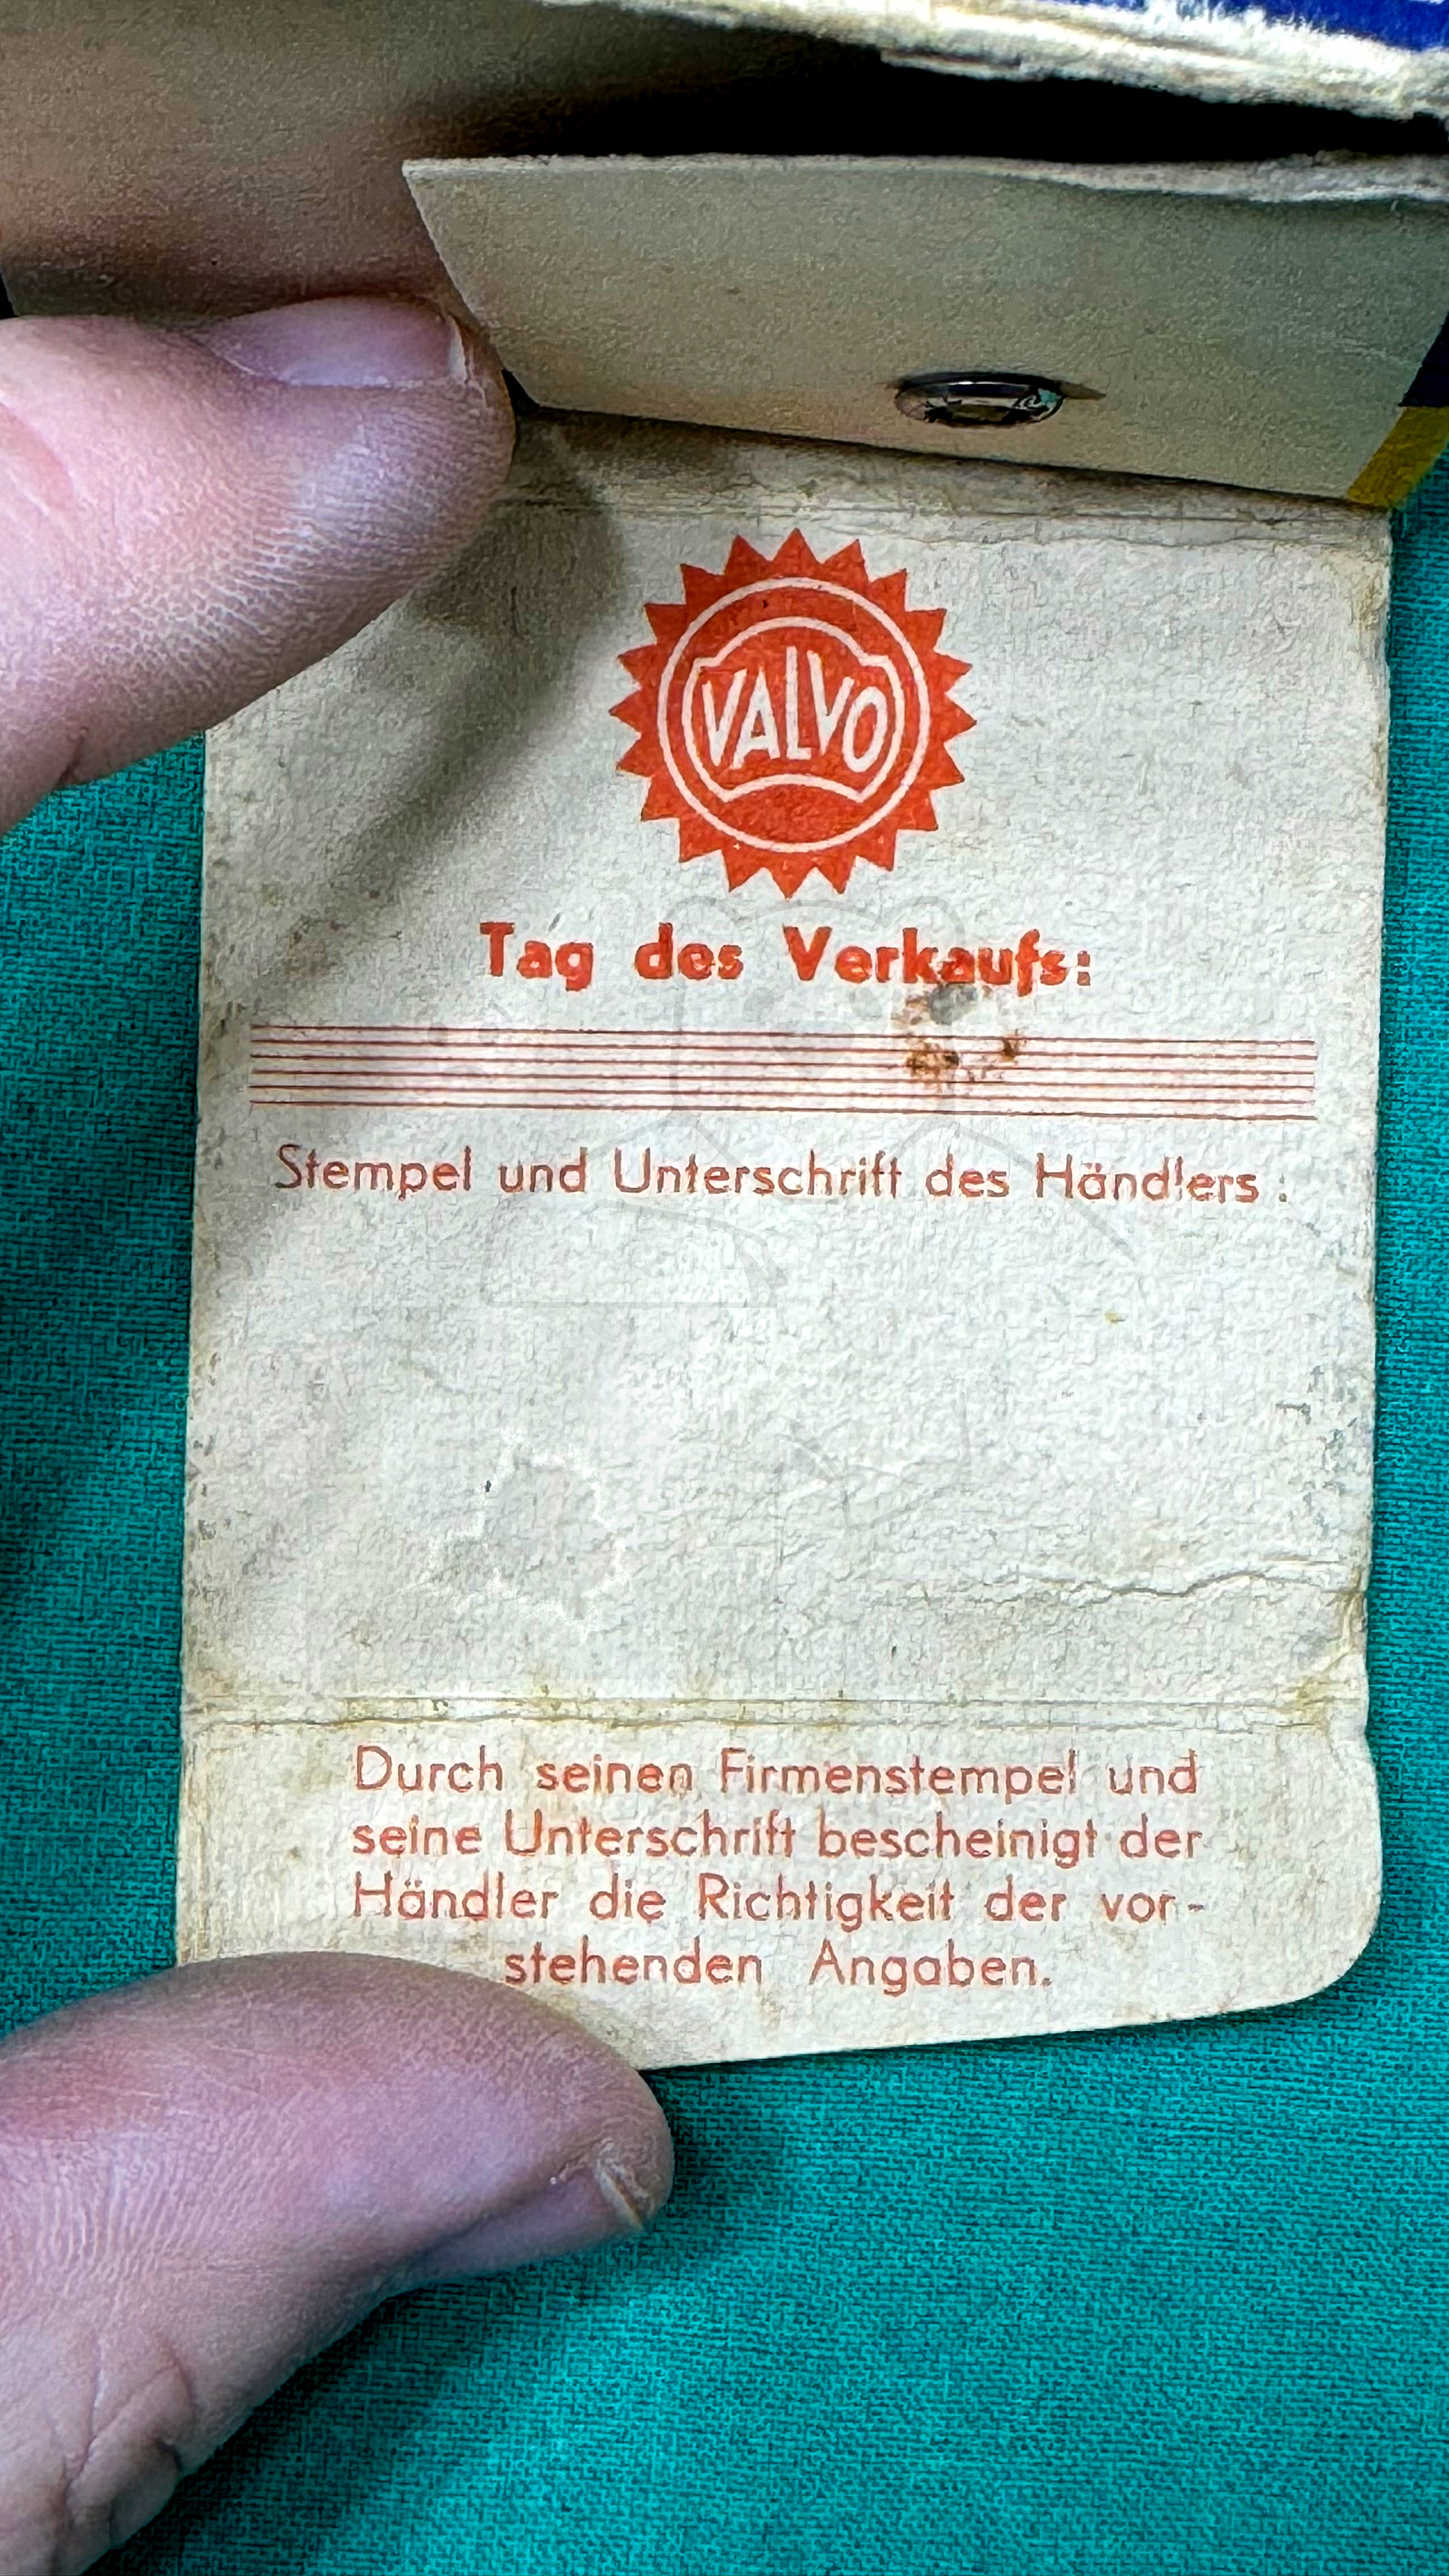 VALVO
Tag des Verkaufs:
Stempel und Unterschrift des Händlers:
Durch seinen Firmenstempel und
seine Unterschrift bescheinigt der
Händler die Richtigkeit der vor-
stehenden Angaben.